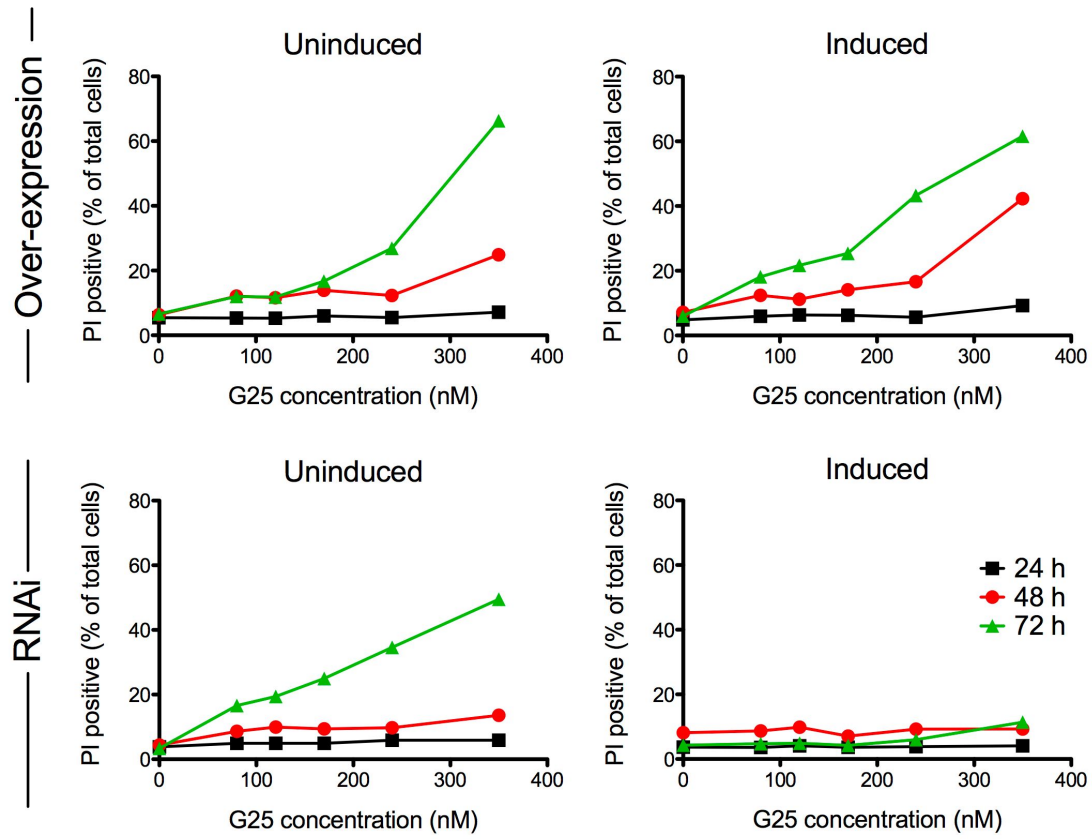 Over-expression
Uninduced
PI positive (% of total cells)
80
60
40
20
0
0
100
200
300
400
G25 concentration (nM)
Induced
PI positive (% of total cells)
80
60
40
20
0
0
100
200
300
400
G25 concentration (nM)
RNAi
Uninduced
PI positive (% of total cells)
80
60
40
20
0
0
100
200
300
400
G25 concentration (nM)
Induced
PI positive (% of total cells)
80
60
40
20
0
0
100
200
300
400
G25 concentration (nM)
24 h
48 h
72 h